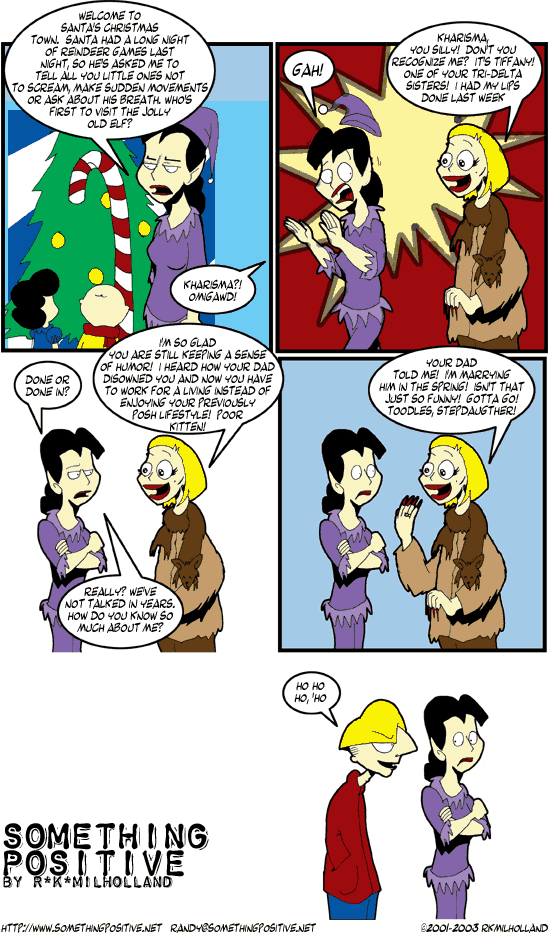 WELCOME TO
SANTA'S CHRISTMAS
TOWN. SANTA HAD A LONG NIGHT
OF REINDEER GAMES LAST
NIGHT, SO HE'S ASKED ME TO
TELL ALL YOU LITTLE ONES NOT
TO SCREAM, MAKE SUDDEN MOVEMENTS
OR ASK ABOUT HIS BREATH. WHO'S
FIRST TO VISIT THE JOLLY
OLD ELF?
KHARISMA?!
OMIGAWD!
GAH!
KHARISMA,
YOU SILLY! DON'T YOU
RECOGNIZE ME? IT'S TIFFANY!
ONE OF YOUR TRI-DELTA
SISTERS! I HAD MY LIPS
DONE LAST WEEK
DONE OR
DONE IN?
I'M SO GLAD
YOU ARE STILL KEEPING A SENSE
OF HUMOR! I HEARD HOW YOUR DAD
DISOWNED YOU AND NOW YOU HAVE
TO WORK FOR A LIVING INSTEAD OF
ENJOYING YOUR PREVIOUSLY
POSH LIFESTYLE! POOR
KITTEN!
REALLY? WE'VE
NOT TALKED IN YEARS.
HOW DO YOU KNOW SO
MUCH ABOUT ME?
YOUR DAD
TOLD ME! I'M MARRYING
HIM IN THE SPRING! ISN'T THAT
JUST SO FUNNY! GOTTA GO!
TOODLES, STEPDAUGTHER!
HO HO
HO, 'HO
SOMETHING
POSITIVE
BY R*K*MILHOLLAND
HTTP://WWW.SOMETHINGPOSITIVE.NET RANDY@SOMETHINGPOSITIVE.NET ©2001-2003 RKMILHOLLAND